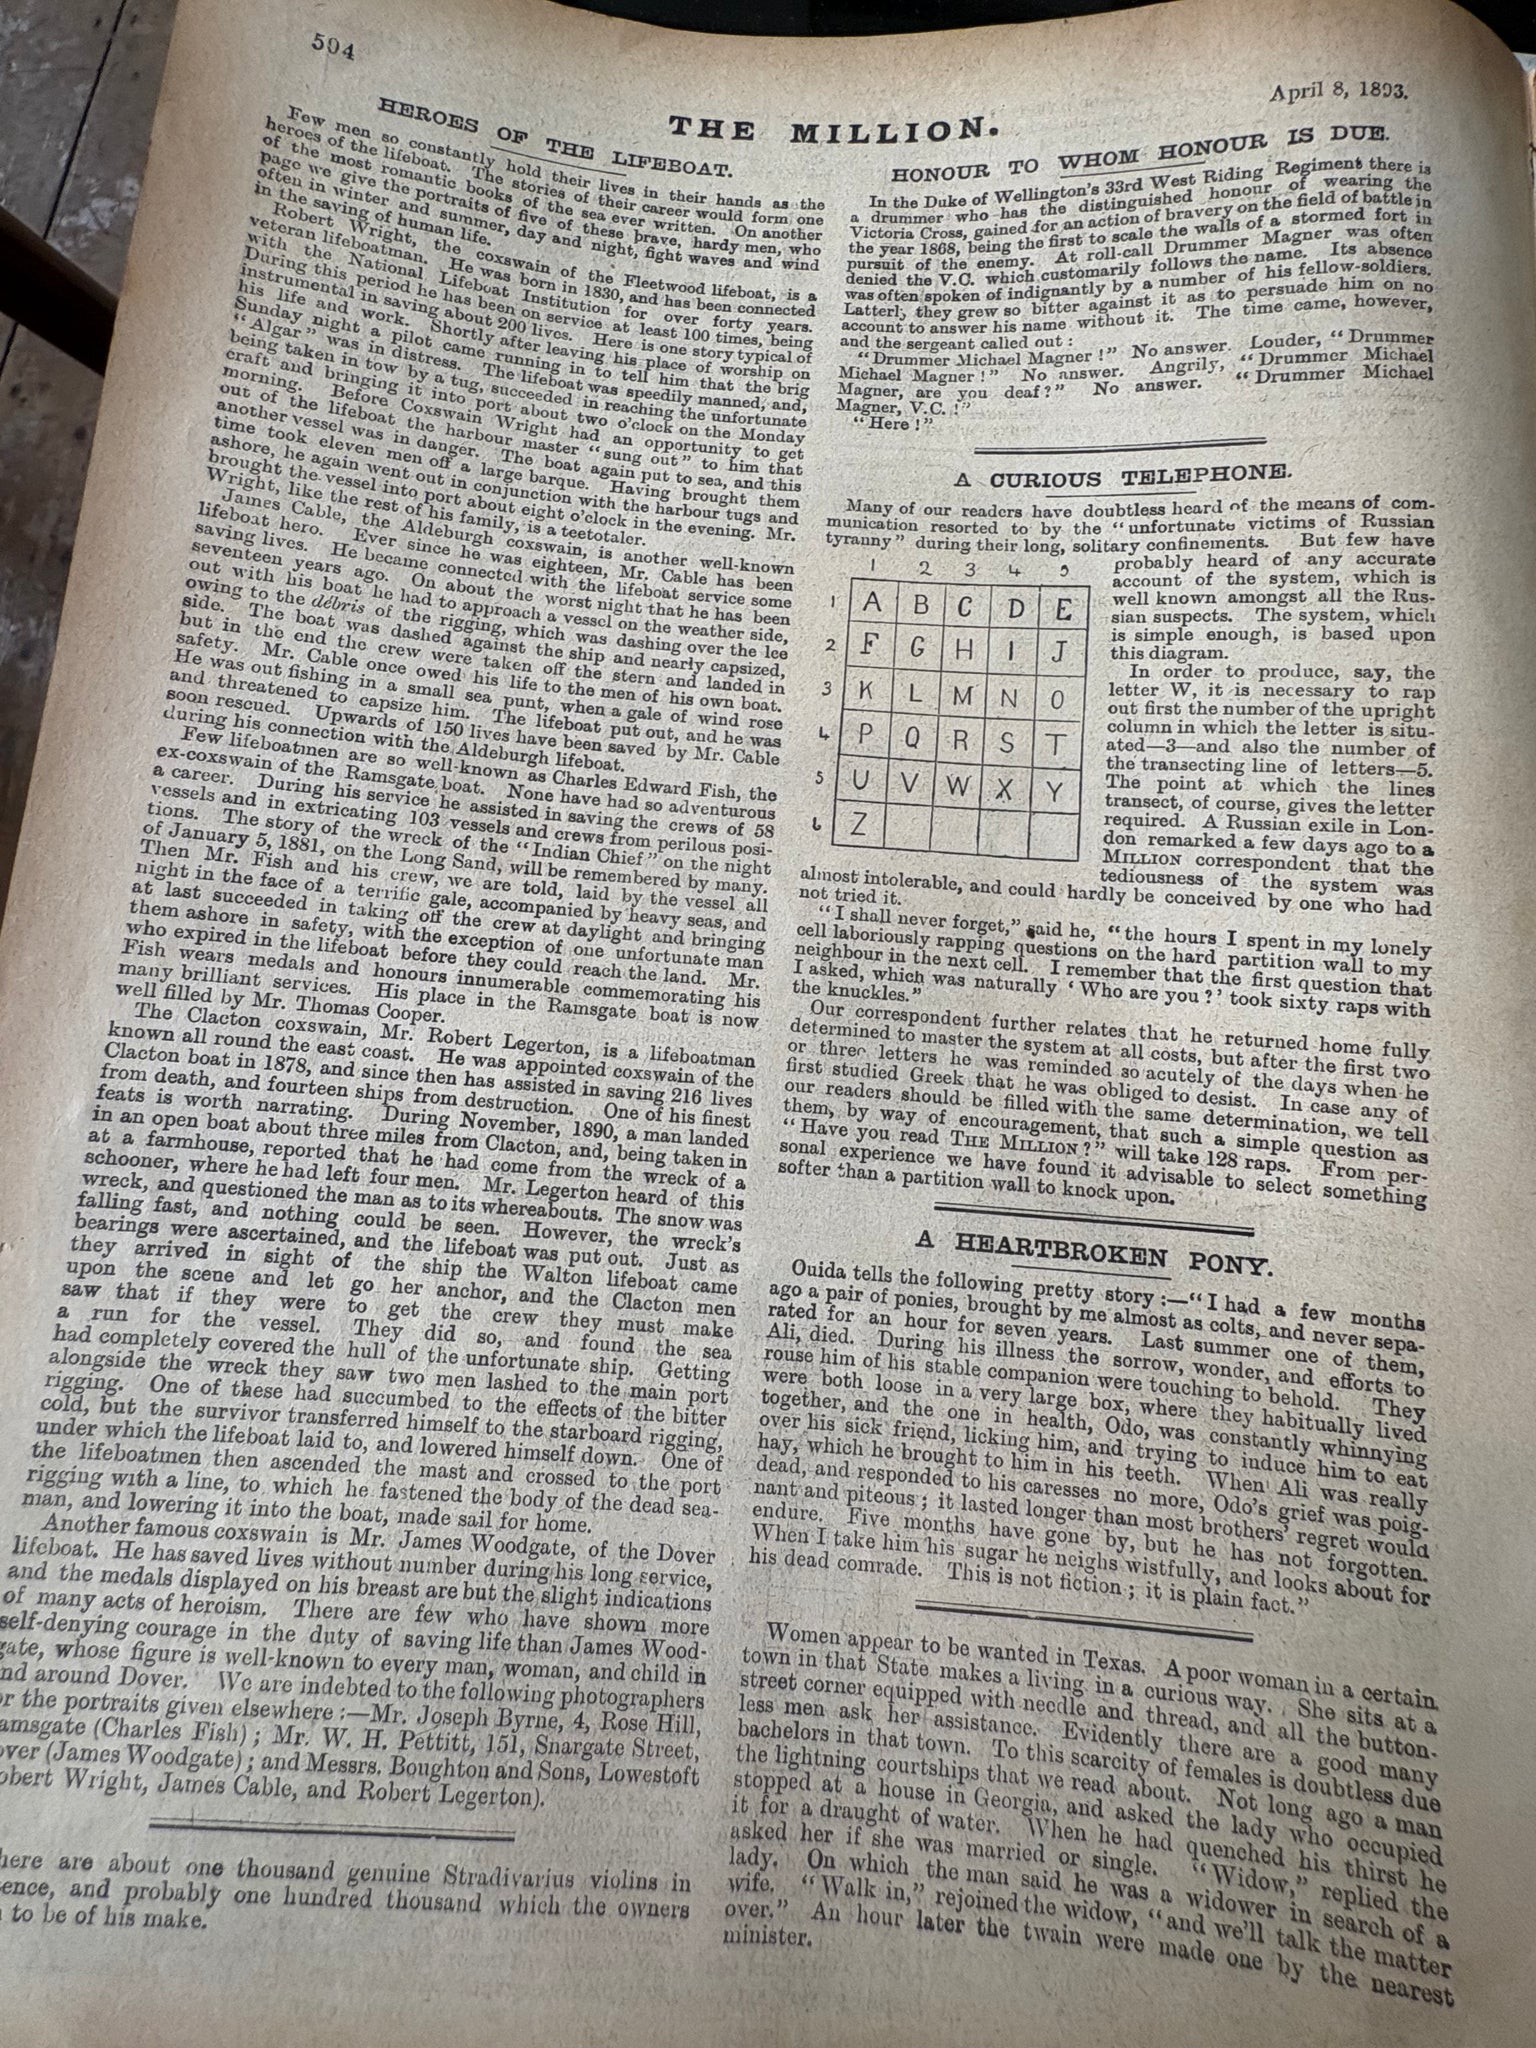 504
April 8, 1893.
THE MILLION.
HEROES OF THE LIFEBOAT.
Few men so constantly hold their lives in their hands as the
heroes of the lifeboat. The stories of their career would form one
of the most romantic books of the sea ever written. On another
page we give the portraits of five of these brave, hardy men, who
often in winter and summer, day and night, fight waves and wind
in the saving of human life.
Robert Wright, the coxswain of the Fleetwood lifeboat, is a
veteran lifeboatman. He was born in 1830, and has been connected
with the National Lifeboat Institution for over forty years.
During this period he has been on service at least 100 times, being
instrumental in saving about 200 lives. Here is one story typical of
his life and work. Shortly after leaving his place of worship on
Sunday night a pilot came running in to tell him that the brig
"Algar" was in distress. The lifeboat was speedily manned, and,
being taken in tow by a tug, succeeded in reaching the unfortunate
craft and bringing it into port about two o'clock on the Monday
morning. Before Coxswain Wright had an opportunity to get
out of the lifeboat the harbour master "sung out" to him that
another vessel was in danger. The boat again put to sea, and this
time took eleven men off a large barque. Having brought them
ashore, he again went out in conjunction with the harbour tugs and
brought the vessel into port about eight o'clock in the evening. Mr.
Wright, like the rest of his family, is a teetotaler.
James Cable, the Aldeburgh coxswain, is another well-known
lifeboat hero. Ever since he was eighteen, Mr. Cable has been
saving lives. He became connected with the lifeboat service some
seventeen years ago. On about the worst night that he has been
out with his boat he had to approach a vessel on the weather side,
owing to the débris of the rigging, which was dashing over the lee
side. The boat was dashed against the ship and nearly capsized,
but in the end the crew were taken off the stern and landed in
safety. Mr. Cable once owed his life to the men of his own boat.
He was out fishing in a small sea punt, when a gale of wind rose
and threatened to capsize him. The lifeboat put out, and he was
soon rescued. Upwards of 150 lives have been saved by Mr. Cable
during his connection with the Aldeburgh lifeboat.
Few lifeboatmen are so well-known as Charles Edward Fish, the
ex-coxswain of the Ramsgate boat. None have had so adventurous
a career. During his service he assisted in saving the crews of 58
vessels and in extricating 103 vessels and crews from perilous posi-
tions. The story of the wreck of the "Indian Chief" on the night
of January 5, 1881, on the Long Sand, will be remembered by many.
Then Mr. Fish and his crew, we are told, laid by the vessel all
night in the face of a terrific gale, accompanied by heavy seas, and
at last succeeded in taking off the crew at daylight and bringing
them ashore in safety, with the exception of one unfortunate man
who expired in the lifeboat before they could reach the land. Mr.
Fish wears medals and honours innumerable commemorating his
many brilliant services. His place in the Ramsgate boat is now
well filled by Mr. Thomas Cooper.
The Clacton coxswain, Mr. Robert Legerton, is a lifeboatman
known all round the east coast. He was appointed coxswain of the
Clacton boat in 1878, and since then has assisted in saving 216 lives
from death, and fourteen ships from destruction. One of his finest
feats is worth narrating. During November, 1890, a man landed
in an open boat about three miles from Clacton, and, being taken in
at a farmhouse, reported that he had come from the wreck of a
schooner, where he had left four men. Mr. Legerton heard of this
wreck, and questioned the man as to its whereabouts. The snow was
falling fast, and nothing could be seen. However, the wreck's
bearings were ascertained, and the lifeboat was put out. Just as
they arrived in sight of the ship the Walton lifeboat came
upon the scene and let go her anchor, and the Clacton men
saw that if they were to get the crew they must make
a run for the vessel. They did so, and found the sea
had completely covered the hull of the unfortunate ship. Getting
alongside the wreck they saw two men lashed to the main port
rigging. One of these had succumbed to the effects of the bitter
cold, but the survivor transferred himself to the starboard rigging,
under which the lifeboat laid to, and lowered himself down. One of
the lifeboatmen then ascended the mast and crossed to the port
rigging with a line, to which he fastened the body of the dead sea-
man, and lowering it into the boat, made sail for home.
Another famous coxswain is Mr. James Woodgate, of the Dover
lifeboat. He has saved lives without number during his long service,
and the medals displayed on his breast are but the slight indications
of many acts of heroism. There are few who have shown more
self-denying courage in the duty of saving life than James Wood-
gate, whose figure is well-known to every man, woman, and child in
nd around Dover. We are indebted to the following photographers
or the portraits given elsewhere:—Mr. Joseph Byrne, 4, Rose Hill,
amsgate (Charles Fish); Mr. W. H. Pettitt, 151, Snargate Street,
over (James Woodgate); and Messrs. Boughton and Sons, Lowestoft
obert Wright, James Cable, and Robert Legerton).
here are about one thousand genuine Stradivarius violins in
ence, and probably one hundred thousand which the owners
to be of his make.
HONOUR TO WHOM HONOUR IS DUE.
In the Duke of Wellington's 33rd West Riding Regiment there is
a drummer who has the distinguished honour of wearing the
Victoria Cross, gained for an action of bravery on the field of battle in
the year 1868, being the first to scale the walls of a stormed fort in
pursuit of the enemy. At roll-call Drummer Magner was often
denied the V.C. which customarily follows the name. Its absence
was often spoken of indignantly by a number of his fellow-soldiers.
Latterly they grew so bitter against it as to persuade him on no
account to answer his name without it. The time came, however,
and the sergeant called out:
"Drummer Michael Magner!" No answer. Louder, "Drummer
Michael Magner!" No answer. Angrily, "Drummer Michael
Magner, are you deaf?" No answer. "Drummer Michael
Magner, V.C.!"
"Here!"
A CURIOUS TELEPHONE.
Many of our readers have doubtless heard of the means of com-
munication resorted to by the "unfortunate victims of Russian
tyranny" during their long, solitary confinements. But few have
probably heard of any accurate
account of the system, which is
well known amongst all the Rus-
sian suspects. The system, which
is simple enough, is based upon
this diagram.
In order to produce, say, the
letter W, it is necessary to rap
out first the number of the upright
column in which the letter is situ-
ated—3—and also the number of
the transecting line of letters—5.
The point at which the lines
transect, of course, gives the letter
required. A Russian exile in Lon-
don remarked a few days ago to a
MILLION correspondent that the
tediousness of the system was
1 2 3 4 5
1 A B C D E
2 F G H I J
3 K L M N O
4 P Q R S T
5 U V W X Y
6 Z
almost intolerable, and could hardly be conceived by one who had
not tried it.
"I shall never forget," said he, "the hours I spent in my lonely
cell laboriously rapping questions on the hard partition wall to my
neighbour in the next cell. I remember that the first question that
I asked, which was naturally 'Who are you?' took sixty raps with
the knuckles."
Our correspondent further relates that he returned home fully
determined to master the system at all costs, but after the first two
or three letters he was reminded so acutely of the days when he
first studied Greek that he was obliged to desist. In case any of
our readers should be filled with the same determination, we tell
them, by way of encouragement, that such a simple question as
"Have you read THE MILLION?" will take 128 raps. From per-
sonal experience we have found it advisable to select something
softer than a partition wall to knock upon.
A HEARTBROKEN PONY.
Ouida tells the following pretty story:—"I had a few months
ago a pair of ponies, brought by me almost as colts, and never sepa-
rated for an hour for seven years. Last summer one of them,
Ali, died. During his illness the sorrow, wonder, and efforts to
rouse him of his stable companion were touching to behold. They
were both loose in a very large box, where they habitually lived
together, and the one in health, Odo, was constantly whinnying
over his sick friend, licking him, and trying to induce him to eat
hay, which he brought to him in his teeth. When Ali was really
dead, and responded to his caresses no more, Odo's grief was poig-
nant and piteous; it lasted longer than most brothers' regret would
endure. Five months have gone by, but he has not forgotten.
When I take him his sugar he neighs wistfully, and looks about for
his dead comrade. This is not fiction; it is plain fact."
Women appear to be wanted in Texas. A poor woman in a certain
town in that State makes a living in a curious way. She sits at a
street corner equipped with needle and thread, and all the button-
less men ask her assistance. Evidently there are a good many
bachelors in that town. To this scarcity of females is doubtless due
the lightning courtships that we read about. Not long ago a man
stopped at a house in Georgia, and asked the lady who occupied
it for a draught of water. When he had quenched his thirst he
asked her if she was married or single. "Widow," replied the
lady. On which the man said he was a widower in search of a
wife. "Walk in," rejoined the widow, "and we'll talk the matter
over." An hour later the twain were made one by the nearest
minister.